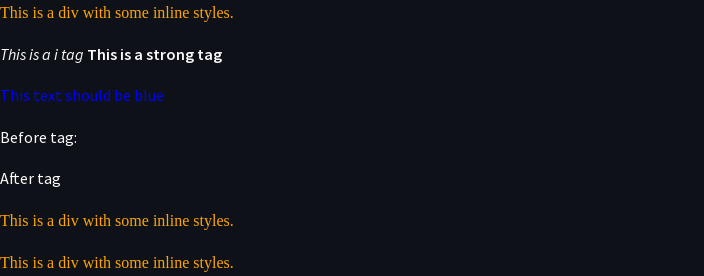 This is a div with some inline styles.
This is a i tag This is a strong tag
This text should be blue
Before tag:
After tag
This is a div with some inline styles.
This is a div with some inline styles.